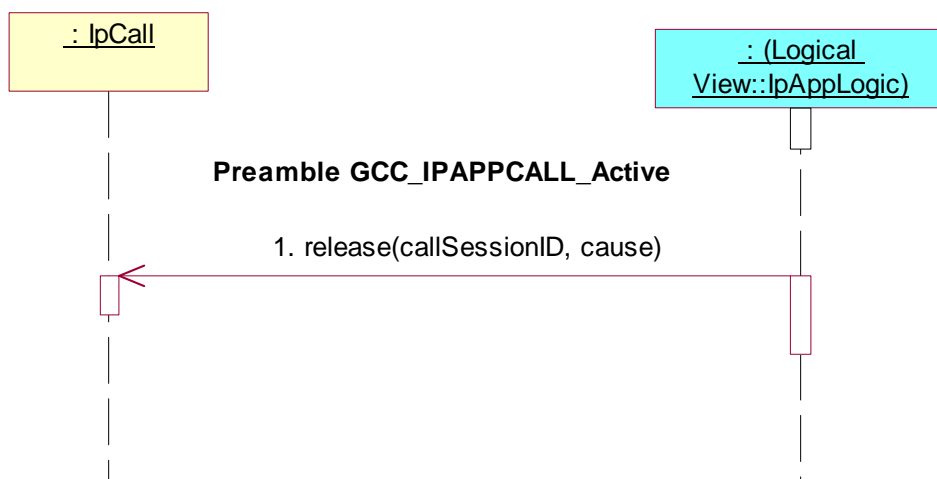 : IpCall
: (Logical
View::IpAppLogic)
Preamble GCC_IPAPPCALL_Active
1. release(callSessionID, cause)